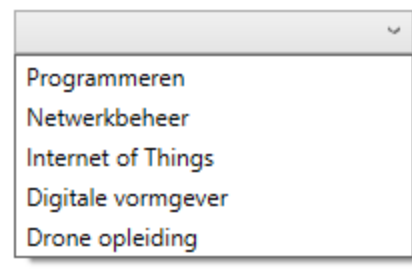 Programmeren
Netwerkbeheer
Internet of Things
Digitale vormgever
Drone opleiding